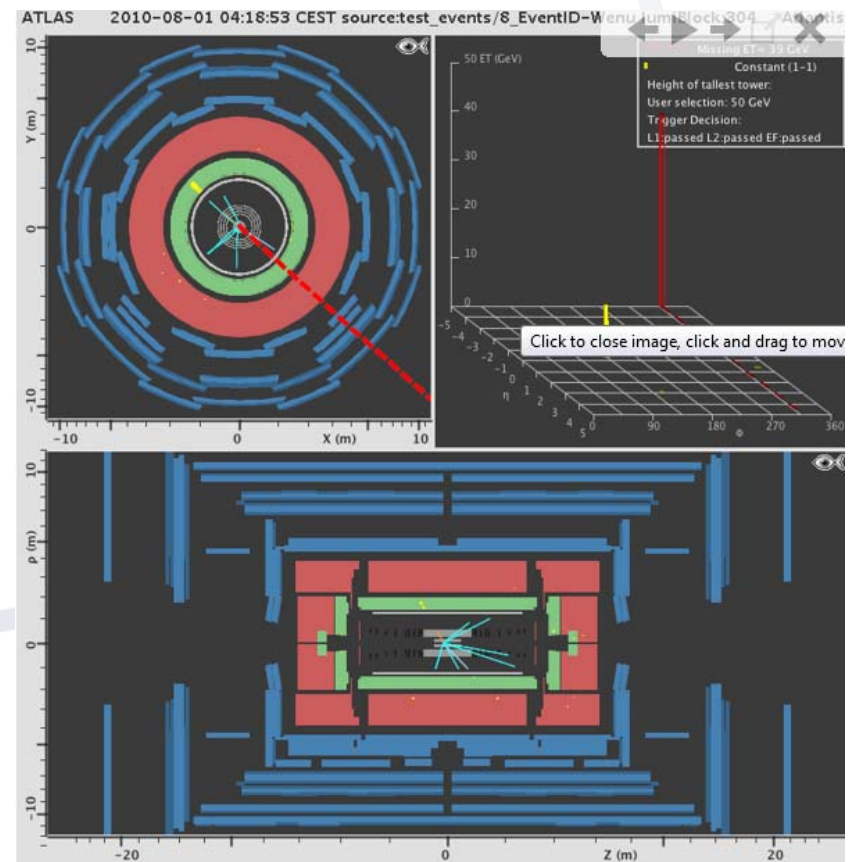 ATLAS 2010-08-01 04:18:53 CEST source:test_events/8_EventID-Wenu JumiBlock:304 Atlantis
10
Y (m)
0
-10
-10 0 X (m) 10
50 ET (GeV)
40
30
20
10
0
Missing ET= 39 GeV
Constant (1-1)
Height of tallest tower:
User selection: 50 GeV
Trigger Decision:
L1:passed L2:passed EF:passed
Click to close image, click and drag to mov
-5
-4
-3
-2
-1
0
1
2
3
4
5
η
0 90 180 270 Φ 360
10
ρ (m)
0
-10
-20 0 Z (m) 20